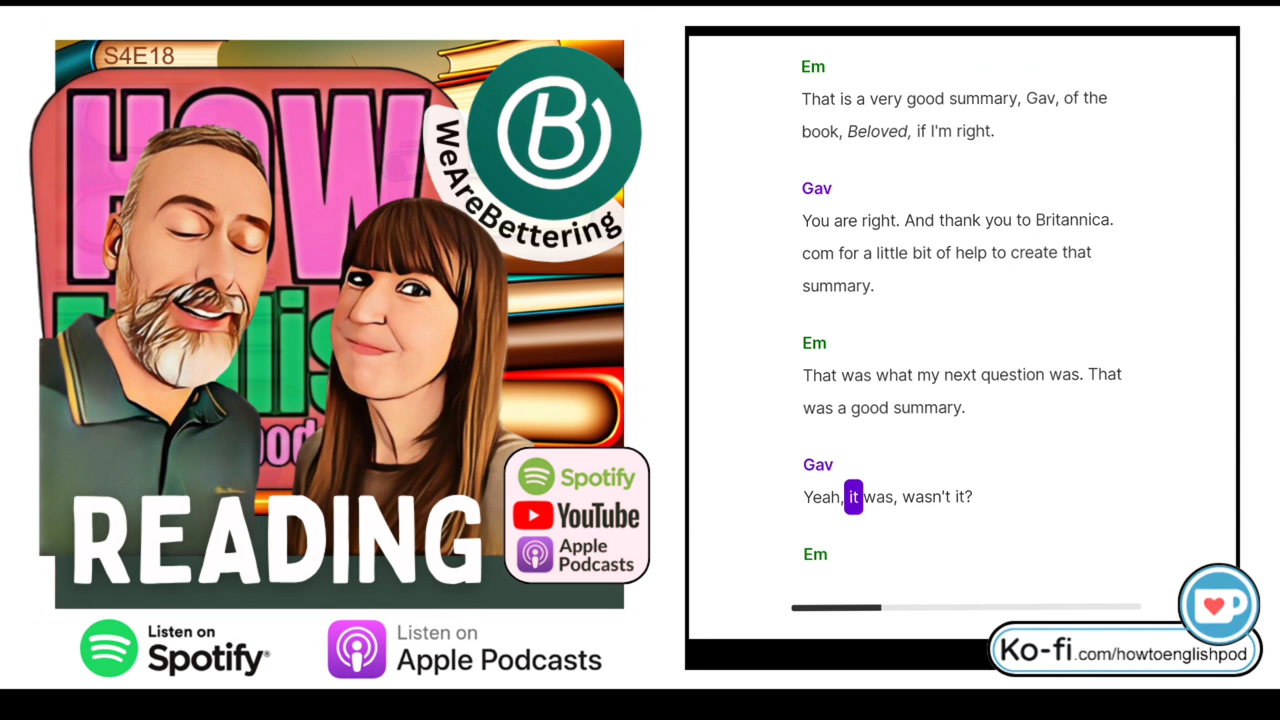 S4E18
HOW
WeAreBettering
B
READING
Spotify
YouTube
Apple
Podcasts
Listen on
Spotify®
Listen on
Apple Podcasts
Em
That is a very good summary, Gav, of the
book, Beloved, if I'm right.
Gav
You are right. And thank you to Britannica.
com for a little bit of help to create that
summary.
Em
That was what my next question was. That
was a good summary.
Gav
Yeah, it was, wasn't it?
Em
Ko-fi.com/howtoenglishpod